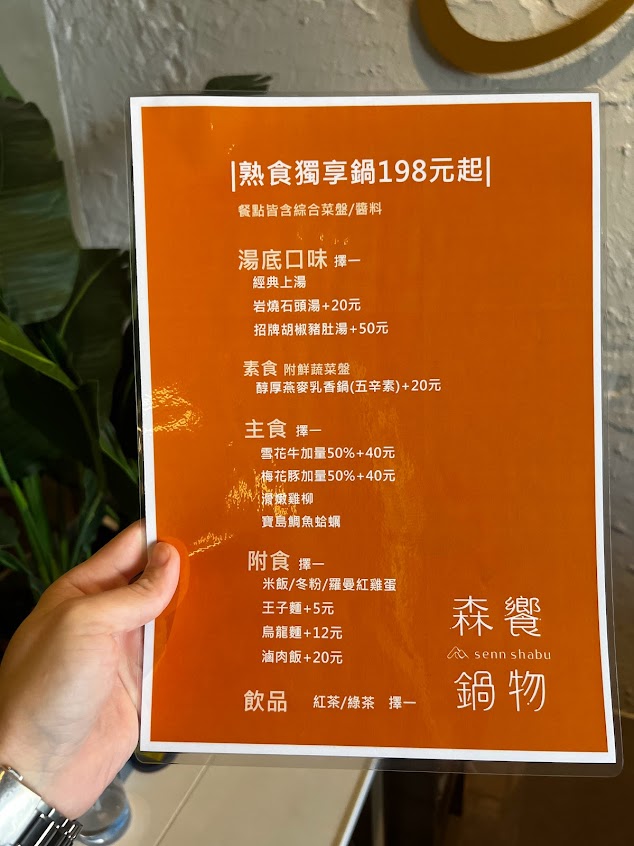 |熟食獨享鍋198元起|
餐點皆含綜合菜盤/醬料
湯底口味 擇一
經典上湯
岩燒石頭湯+20元
招牌胡椒豬肚湯+50元
素食 附鮮蔬菜盤
醇厚燕麥乳香鍋(五辛素)+20元
主食 擇一
雪花牛加量50%+40元
梅花豚加量50%+40元
滑嫩雞柳
寶島鯛魚蛤蠣
附食 擇一
米飯/冬粉/羅曼紅雞蛋
王子麵+5元
烏龍麵+12元
滷肉飯+20元
飲品 紅茶/綠茶 擇一
森饗
senn shabu
鍋物